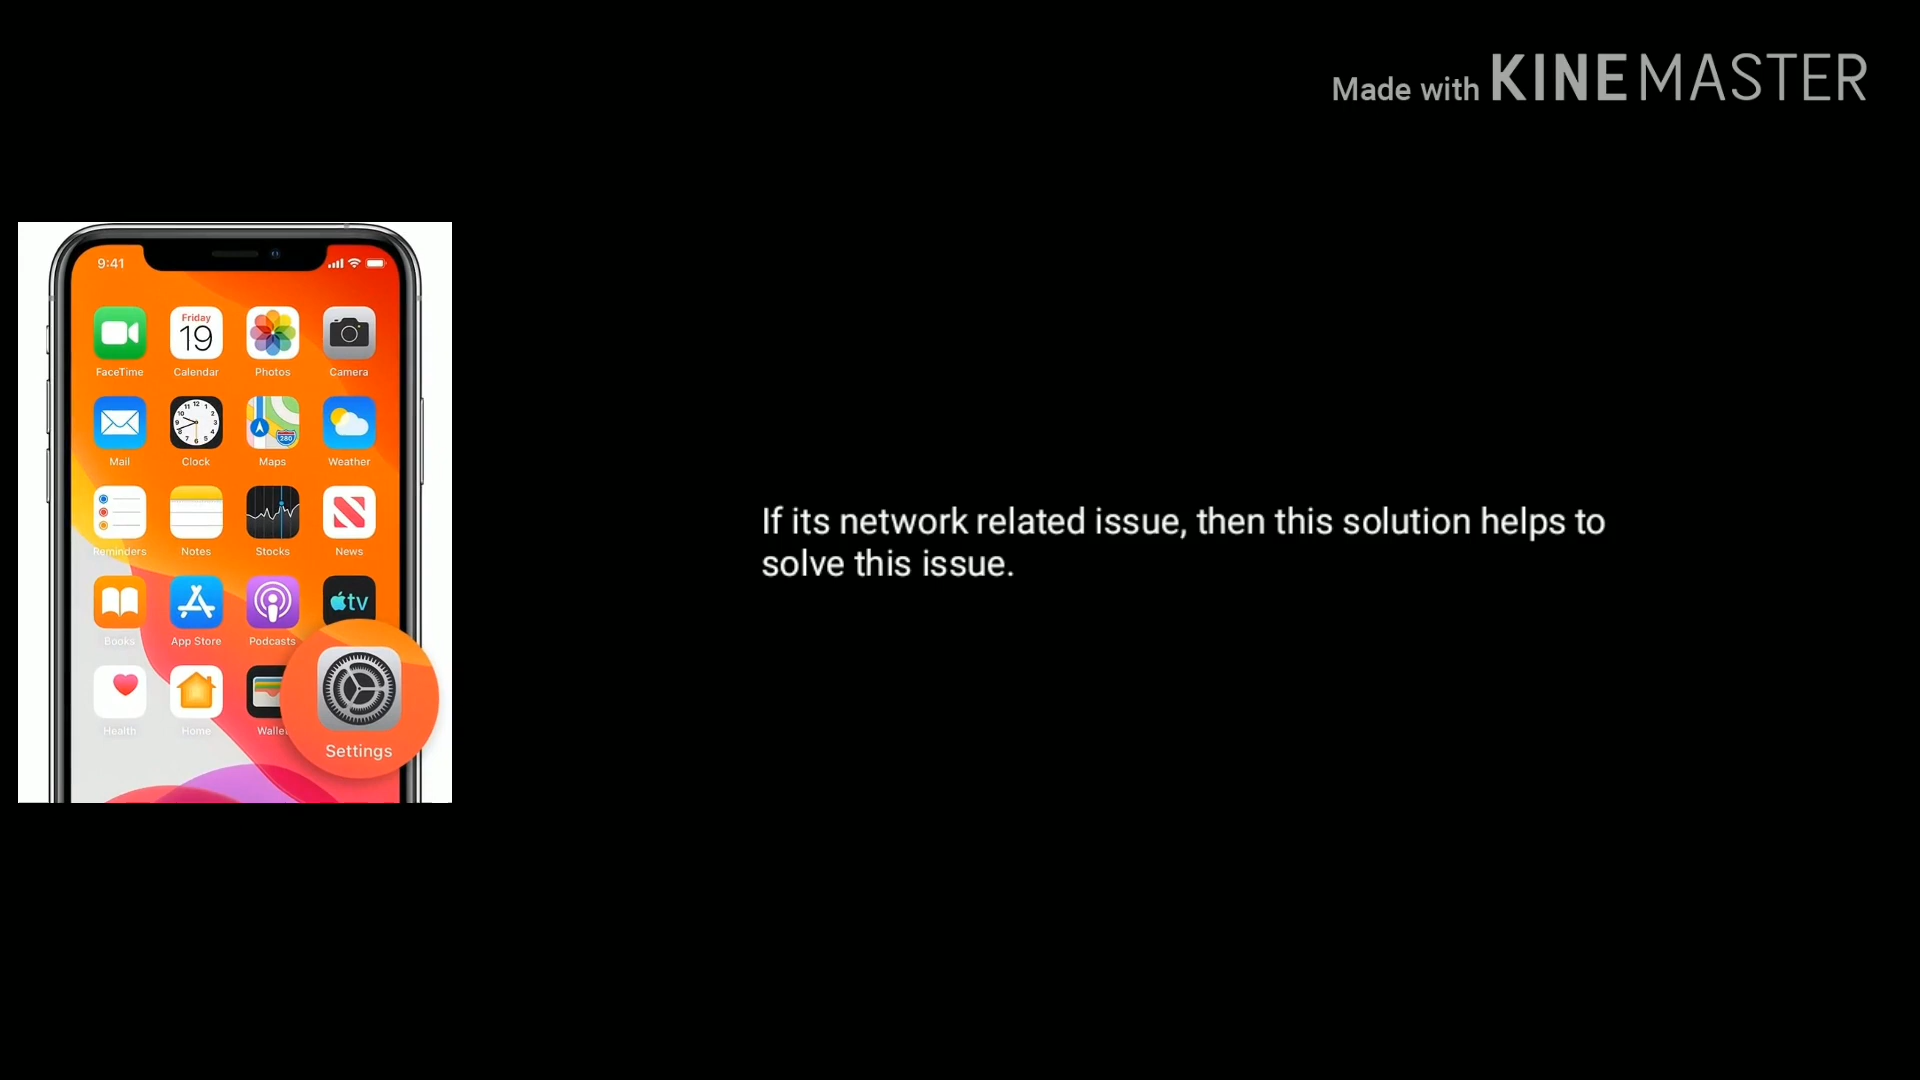 Made with KINEMASTER
9:41
Friday
19
FaceTime Calendar Photos Camera
280
Mail Clock Maps Weather
Reminders Notes Stocks News
tv
Books App Store Podcasts
Health Home
Settings
If its network related issue, then this solution helps to
solve this issue.